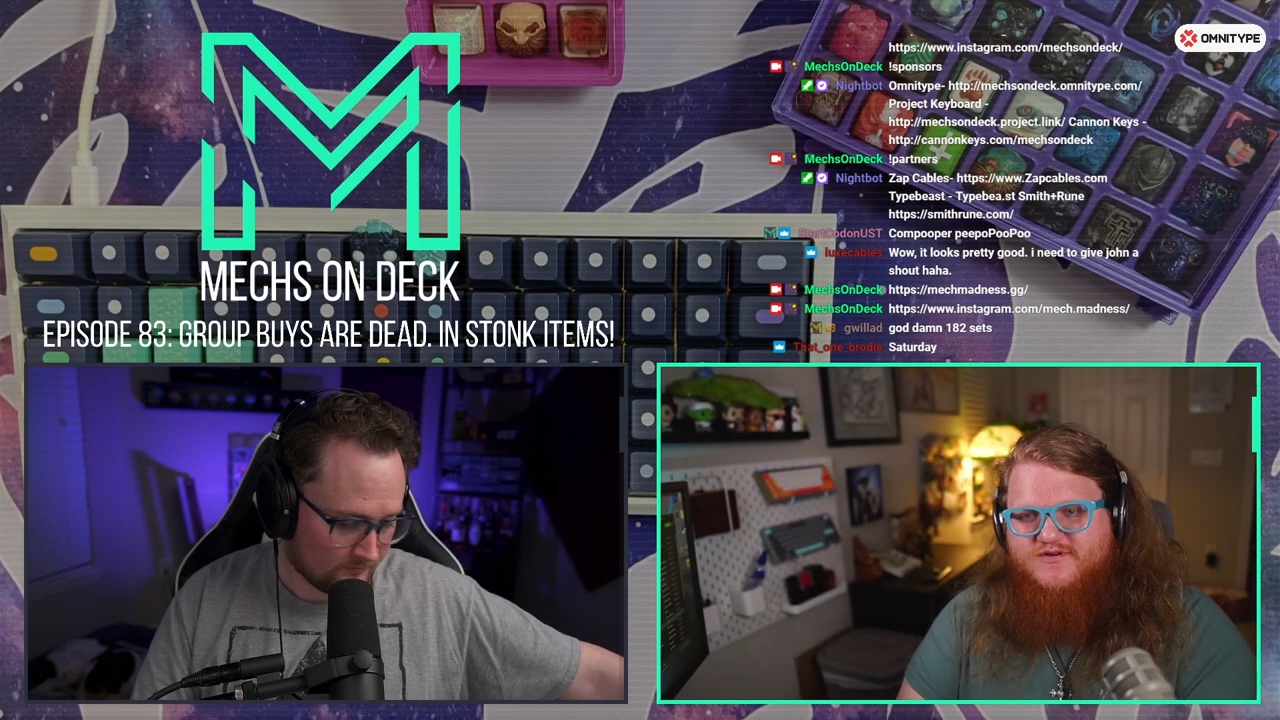 MECHS ON DECK
EPISODE 83: GROUP BUYS ARE DEAD. IN STONK ITEMS!
OMNITYPE
https://www.instagram.com/mechsondeck/
MechsOnDeck !sponsors
Nightbot Omnitype- http://mechsondeck.omnitype.com/
Project Keyboard -
http://mechsondeck.project.link/ Cannon Keys -
http://cannonkeys.com/mechsondeck
MechsOnDeck !partners
Nightbot Zap Cables- https://www.Zapcables.com
Typebeast - Typebea.st Smith+Rune
https://smithrune.com/
StartCodonUST Compooper peepoPooPoo
luxecables Wow, it looks pretty good. i need to give john a
shout haha.
MechsOnDeck https://mechmadness.gg/
MechsOnDeck https://www.instagram.com/mech.madness/
gwillad god damn 182 sets
That_one_brodie Saturday